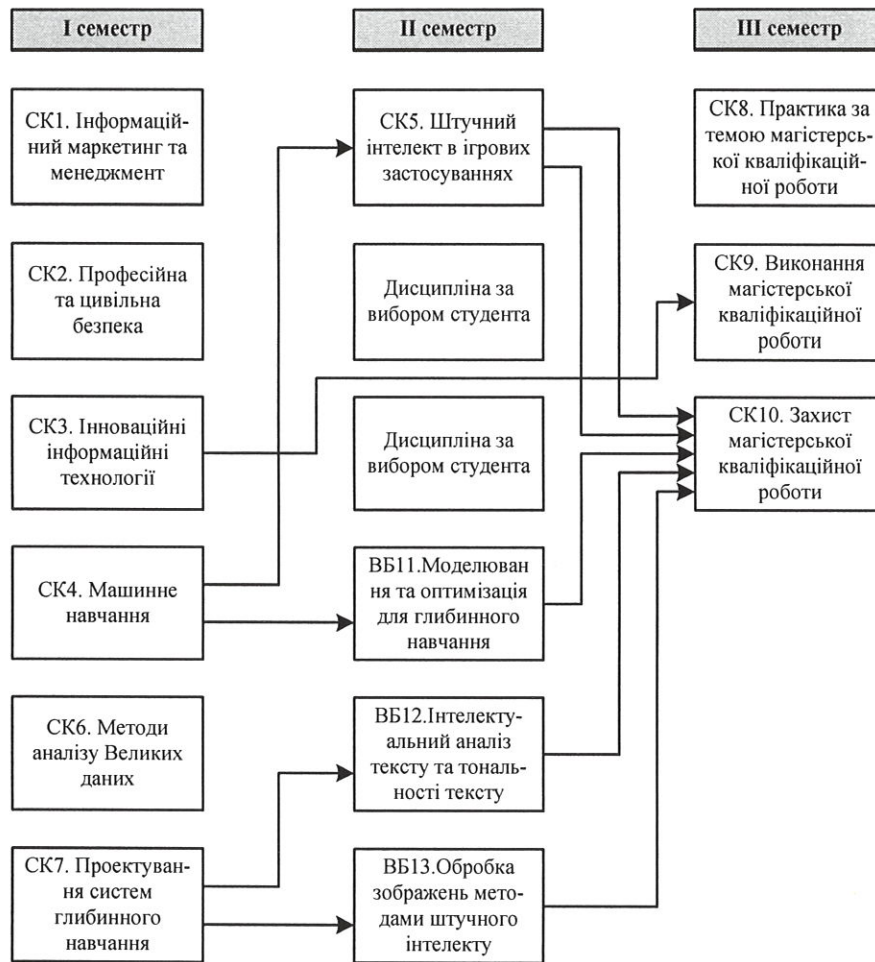 I семестр
II семестр
III семестр
СК1. Інформацій-
ний маркетинг та
менеджмент
СК5. Штучний
інтелект в ігрових
застосуваннях
СК8. Практика за
темою магістерсь-
кої кваліфікацій-
ної роботи
СК2. Професійна
та цивільна
безпека
Дисципліна за
вибором студента
СК9. Виконання
магістерської
кваліфікаційної
роботи
СК3. Інноваційні
інформаційні
технології
Дисципліна за
вибором студента
СК10. Захист
магістерської
кваліфікаційної
роботи
СК4. Машинне
навчання
ВБ11.Моделюван-
ня та оптимізація
для глибинного
навчання
СК6. Методи
аналізу Великих
даних
ВБ12.Інтелекту-
альний аналіз
тексту та тональ-
ності тексту
СК7. Проектуван-
ня систем
глибинного
навчання
ВБ13.Обробка
зображень мето-
дами штучного
інтелекту